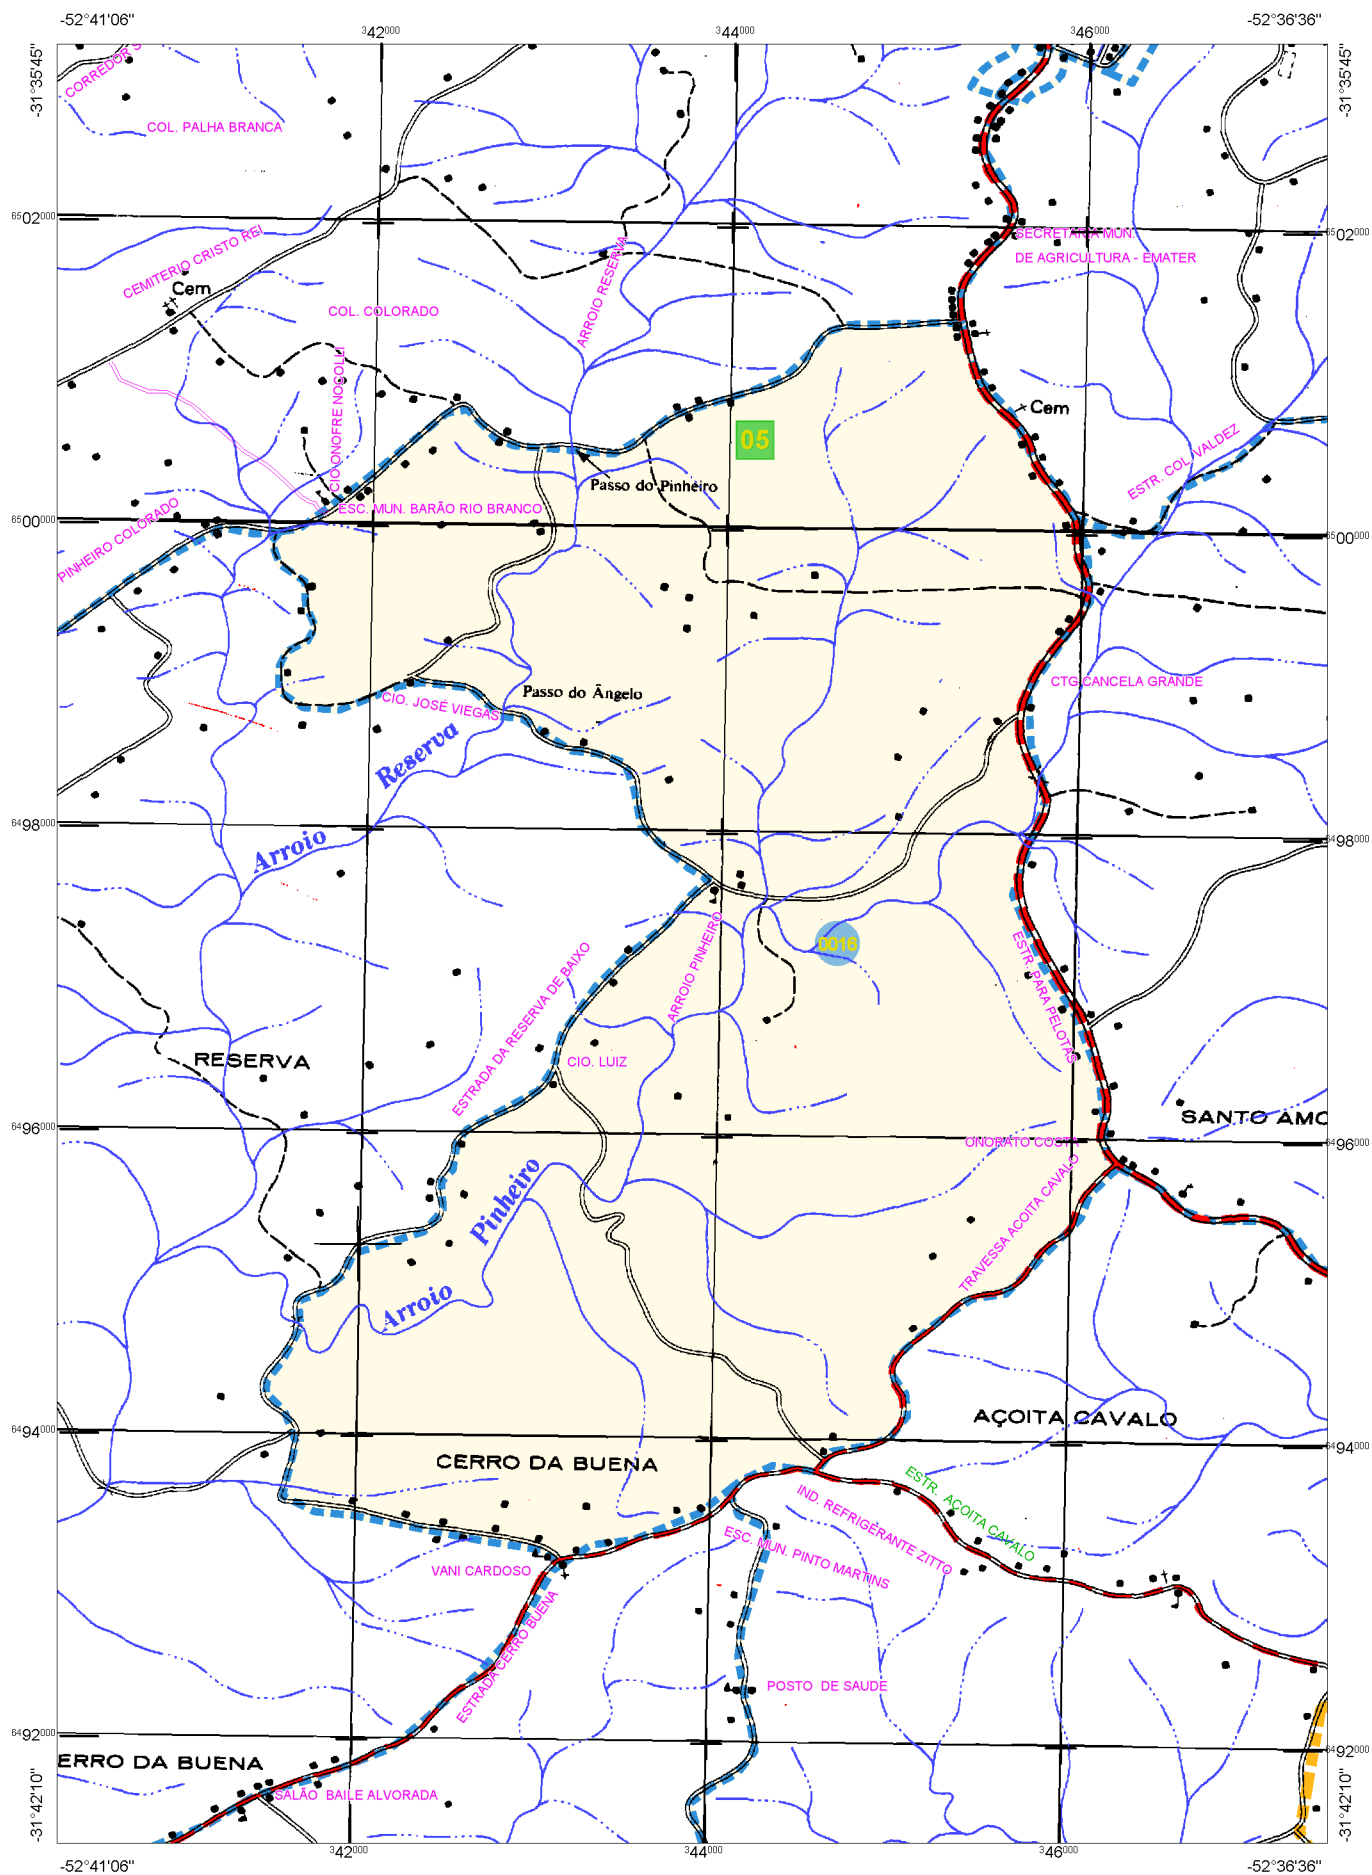 -52°41'06"
-52°36'36"
342000
344000
346000
-31°35'45"
-31°35'45"
CORREDOR S
COL. PALHA BRANCA
6502000
6502000
SECRETARIA MUN.
DE AGRICULTURA - EMATER
CEMITERIO CRISTO REI
Cem
ARROIO RESERVA
COL. COLORADO
CIO ONOFRE NOCOLLI
Cem
05
ESTR. COL. VALDEZ
Passo do Pinheiro
ESC. MUN. BARÃO RIO BRANCO
PINHEIRO COLORADO
6500000
6500000
CTG CANCELA GRANDE
Passo do Ângelo
CIO. JOSÉ VIEGAS
Reserva
Arroio
6498000
6498000
0016
ARROIO PINHEIRO
ESTR. PARA PELOTAS
ESTRADA DA RESERVA DE BAIXO
RESERVA
CIO. LUIZ
SANTO AMO
6496000
6496000
ONORATO COSTA
TRAVESSA ACOITA CAVALO
Pinheiro
Arroio
AÇOITA CAVALO
6494000
6494000
CERRO DA BUENA
ESTR. AÇOITA CAVALO
IND. REFRIGERANTE ZITTO
ESC. MUN. PINTO MARTINS
VANI CARDOSO
ESTRADA CERRO BUENA
POSTO DE SAUDE
6492000
6492000
ERRO DA BUENA
SALÃO BAILE ALVORADA
-31°42'10"
-31°42'10"
342000
344000
346000
-52°41'06"
-52°36'36"